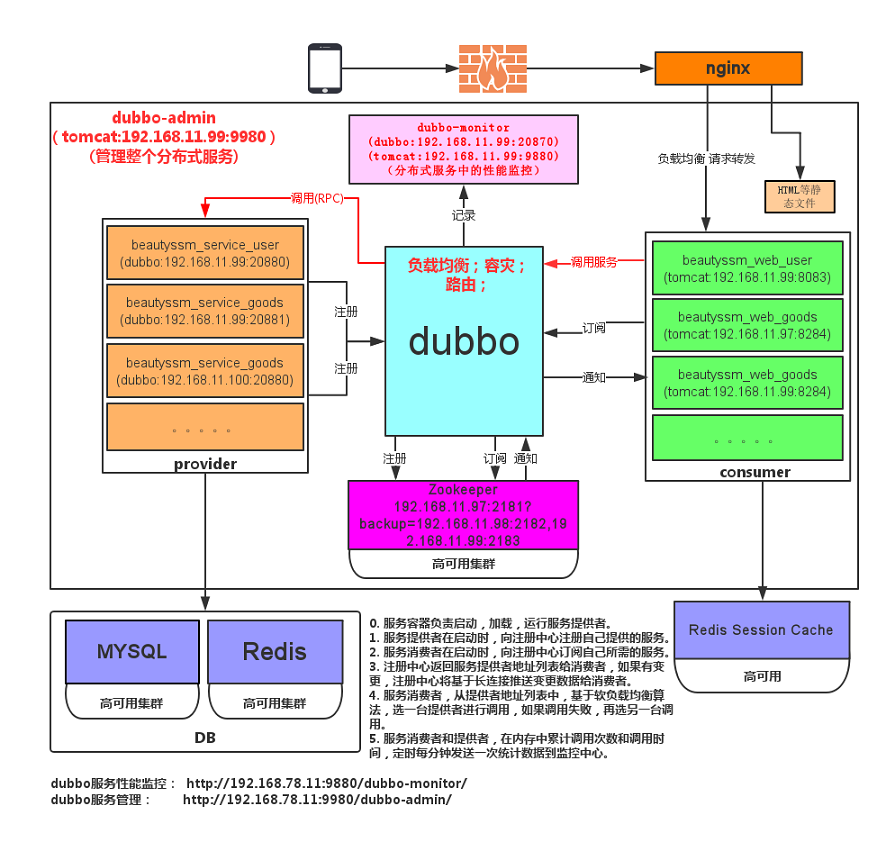 nginx
dubbo-admin
（tomcat:192.168.11.99:9980）
(管理整个分布式服务)
dubbo-monitor
(dubbo:192.168.11.99:20870)
(tomcat:192.168.11.99:9880)
(分布式服务中的性能监控)
负载均衡 请求转发
HTML等静
态文件
调用(RPC)
记录
beautyssm_service_user
(dubbo:192.168.11.99:20880)
beautyssm_service_goods
(dubbo:192.168.11.99:20881)
beautyssm_service_goods
(dubbo:192.168.11.100:20880)
。。。。。
provider
注册
注册
负载均衡；容灾；
路由；
dubbo
调用服务
订阅
通知
beautyssm_web_user
(tomcat:192.168.11.99:8083)
beautyssm_web_goods
(tomcat:192.168.11.97:8284)
beautyssm_web_goods
(tomcat:192.168.11.99:8284)
。。。。。
consumer
注册
订阅
通知
Zookeeper
192.168.11.97:2181?
backup=192.168.11.98:2182,19
2.168.11.99:2183
高可用集群
MYSQL
高可用集群
Redis
高可用集群
DB
0. 服务容器负责启动，加载，运行服务提供者。
1. 服务提供者在启动时，向注册中心注册自己提供的服务。
2. 服务消费者在启动时，向注册中心订阅自己所需的服务。
3. 注册中心返回服务提供者地址列表给消费者，如果有变
更，注册中心将基于长连接推送变更数据给消费者。
4. 服务消费者，从提供者地址列表中，基于软负载均衡算
法，选一台提供者进行调用，如果调用失败，再选另一台调
用。
5. 服务消费者和提供者，在内存中累计调用次数和调用时
间，定时每分钟发送一次统计数据到监控中心。
Redis Session Cache
高可用
dubbo服务性能监控： http://192.168.78.11:9880/dubbo-monitor/
dubbo服务管理： http://192.168.78.11:9980/dubbo-admin/